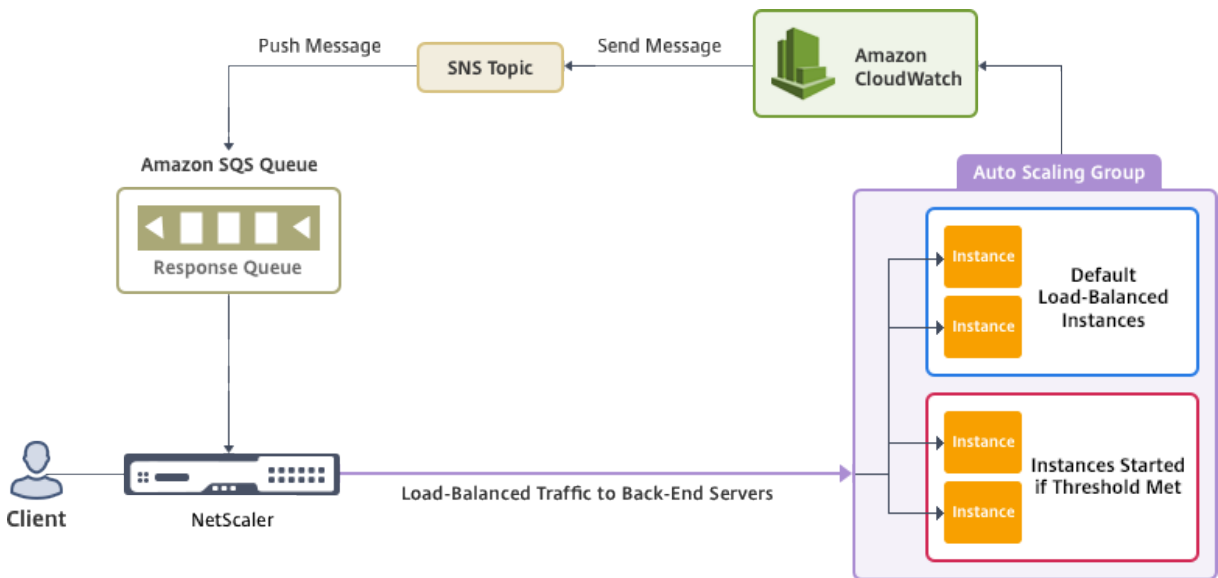 Push Message
SNS Topic
Send Message
Amazon
CloudWatch
Amazon SQS Queue
Response Queue
Auto Scaling Group
Instance
Instance
Default
Load-Balanced
Instances
Instance
Instance
Instances Started
if Threshold Met
Client
NetScaler
Load-Balanced Traffic to Back-End Servers